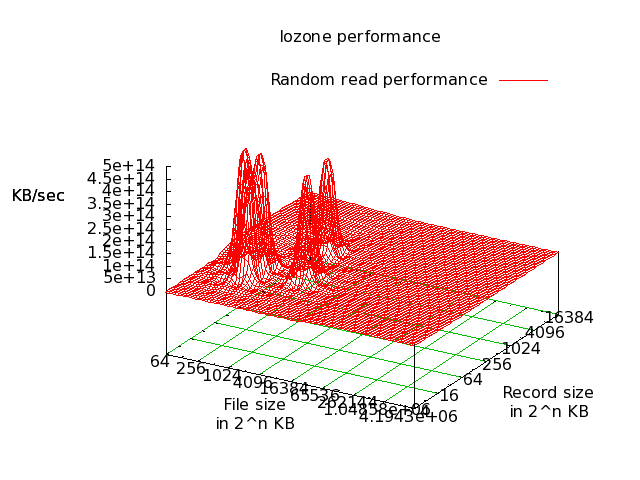 Iozone performance
Random read performance
KB/sec
5e+14
4.5e+14
4e+14
3.5e+14
3e+14
2.5e+14
2e+14
1.5e+14
1e+14
5e+13
0
64
256
1024
4096
16384
65536
262144
1.04858e+06
4.1943e+06
File size
in 2^n KB
4
16
64
256
1024
4096
16384
Record size
in 2^n KB